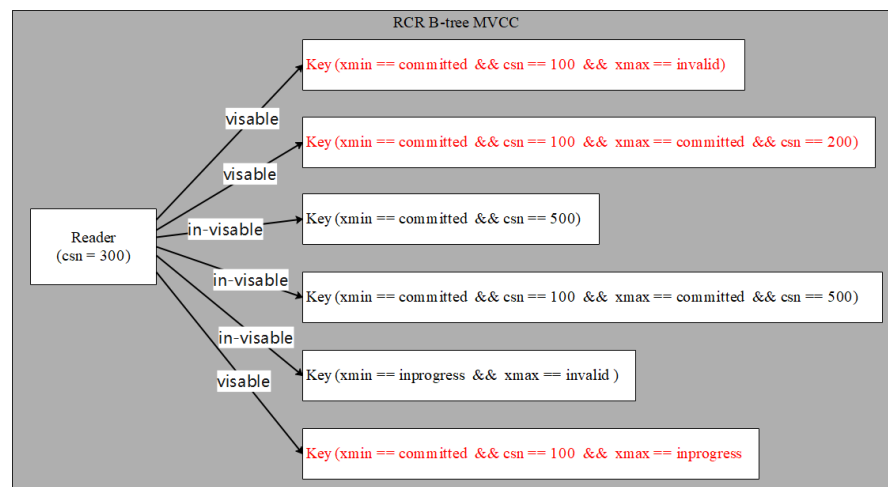 RCR B-tree MVCC
Key (xmin == committed && csn == 100 && xmax == invalid)
visable
Key (xmin == committed && csn == 100 && xmax == committed && csn == 200)
visable
Key (xmin == committed && csn == 500)
in-visable
Reader
(csn = 300)
in-visable
Key (xmin == committed && csn == 100 && xmax == committed && csn == 500)
in-visable
Key (xmin == inprogress && xmax == invalid )
visable
Key (xmin == committed && csn == 100 && xmax == inprogress